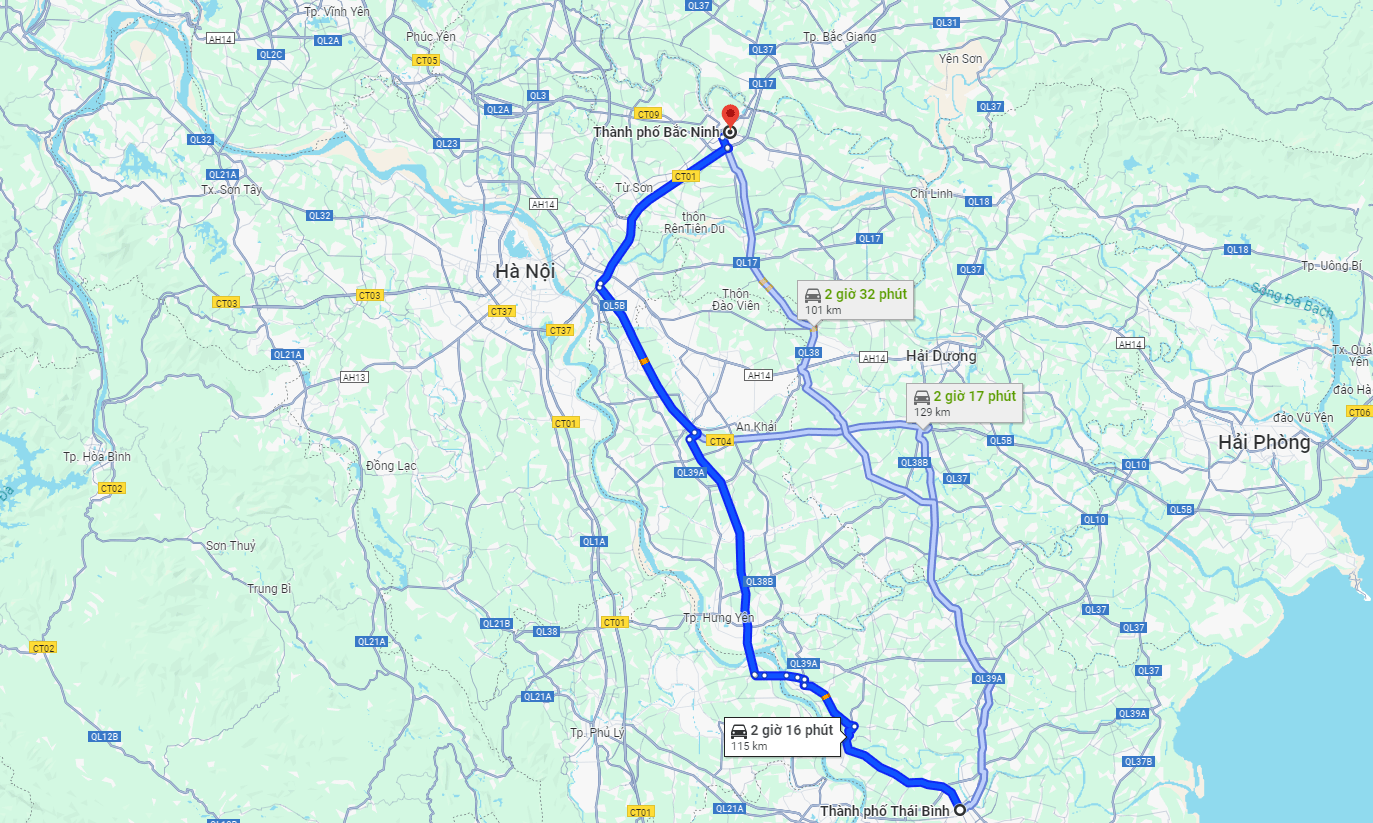 QL37
QL31
Tp. Vĩnh Yên
AH14
QL2A
QL2C
Phúc Yên
CT05
Tp. Bắc Giang
QL37
Yên Sơn
QL17
QL3
QL2A
QL37
CT09
Thành phố Bắc Ninh
QL32
QL23
QL21A
Tx. Sơn Tây
CT01
Từ Sơn
Chí Linh
QL18
AH14
QL32
thôn
RềnTiên Du
QL17
QL18
QL17
QL37
Tp. Uông Bí
Hà Nội
Sông Đá Bạch
CT03
CT03
QL5B
Thôn
Đào Viên
2 giờ 32 phút
101 km
CT37
CT37
AH14
QL21A
QL38
AH14
Hải Dương
Tx. Quả
Yên
AH13
AH14
đảo Hà
2 giờ 17 phút
129 km
CT06
đảo Vũ Yên
CT01
An Khải
CT04
QL5B
Hải Phòng
Tp. Hòa Bình
Đồng Lạc
QL39A
QL38B
QL10
QL37
CT02
Đà
QL5B
QL10
Sơn Thuỷ
QL1A
Trung Bì
QL38B
QL37
Tp. Hưng Yên
CT01
QL21B
QL38
QL37
QL21A
CT02
QL39A
QL37
QL39A
QL21A
QL39A
2 giờ 16 phút
115 km
Tp. Phủ Lý
QL12B
QL37B
CT01
QL21A
Thành phố Thái Bình